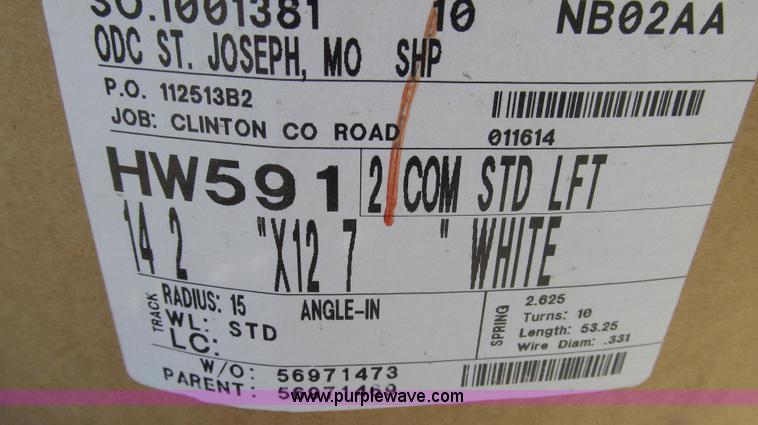 SO.1001381 10 NB02AA
ODC ST. JOSEPH, MO SHP
P.O. 112513B2
JOB: CLINTON CO ROAD
011614
HW591 2 COM STD LFT
14 2 "X12 7 " WHITE
TRACK
RADIUS: 15 ANGLE-IN
WL: STD
LC:
SPRING
2.625
Turns: 10
Length: 53.25
Wire Diam: .331
W/O: 56971473
PARENT: 56971469
www.purplewave.com